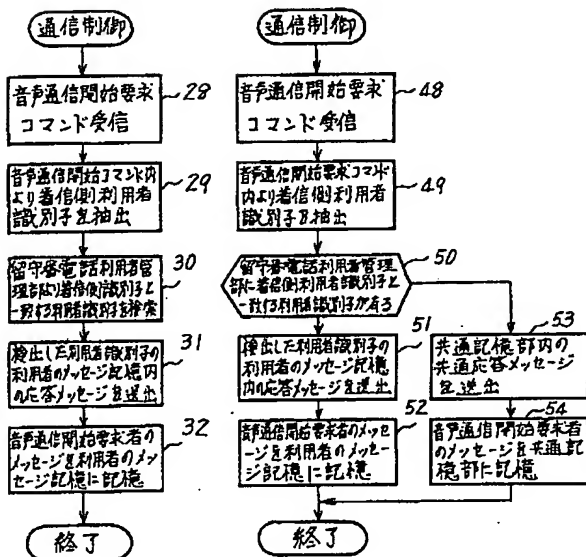 通信制御
音声通信開始要求
コマンド受信
28
音声通信開始コマンド内
より着信側利用者
識別子を抽出
29
留守番電話利用者管
理部より着信側識別子と
一致する利用者識別子を検索
30
検出した利用者識別子の
利用者のメッセージ記憶内
の応答メッセージを送出
31
音声通信開始要求者の
メッセージを利用者のメッ
セージ記憶に記憶
32
終了
通信制御
音声通信開始要求
コマンド受信
48
音声通信開始要求コマンド
内より着信側利用者
識別子を抽出
49
留守番電話利用者管理
部に着信側利用者識別子と
一致する利用者識別子が有る
50
検出した利用者識別子の
利用者のメッセージ記憶
内の応答メッセージを送出
51
音声通信開始要求者のメッセ
ージを利用者のメッセー
ジ記憶に記憶
52
共通記憶部内の
共通応答メッセージ
を送出
53
音声通信開始要求者
のメッセージを共通記
憶部に記憶
54
終了